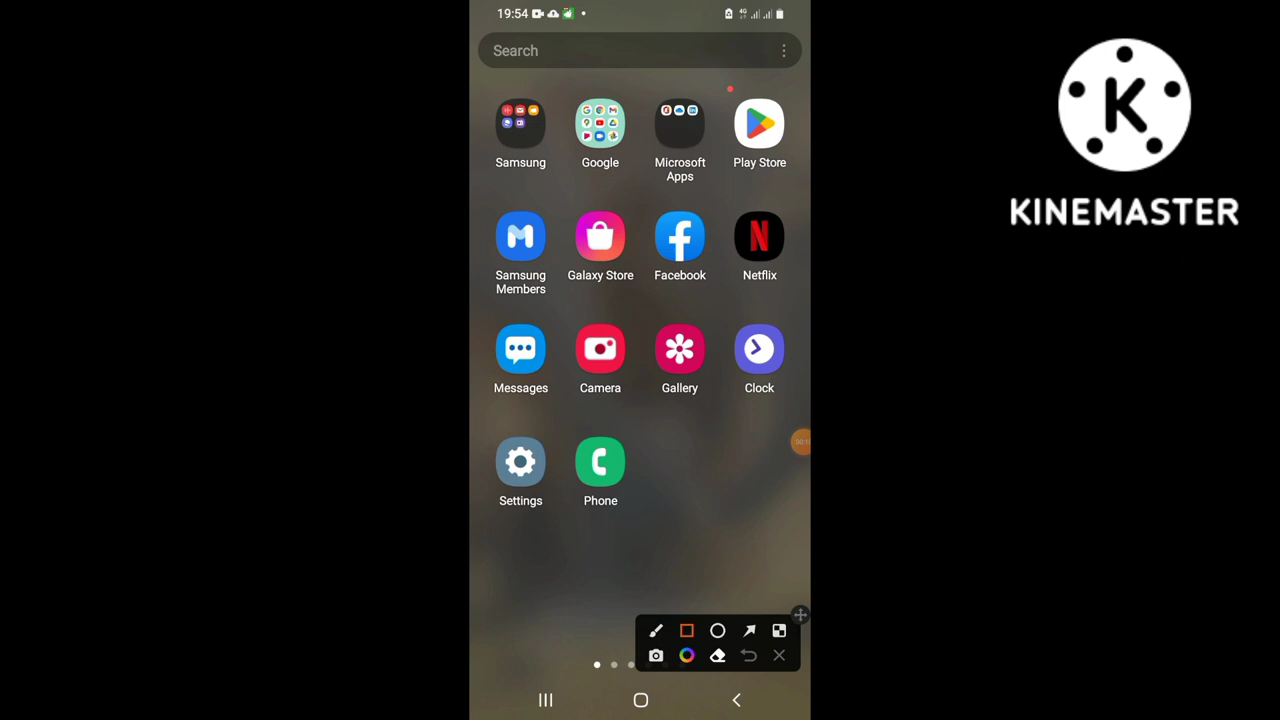 19:54
4G
Search
Samsung
Google
Microsoft Apps
Play Store
Samsung Members
Galaxy Store
Facebook
Netflix
Messages
Camera
Gallery
Clock
Settings
Phone
K
KINEMASTER